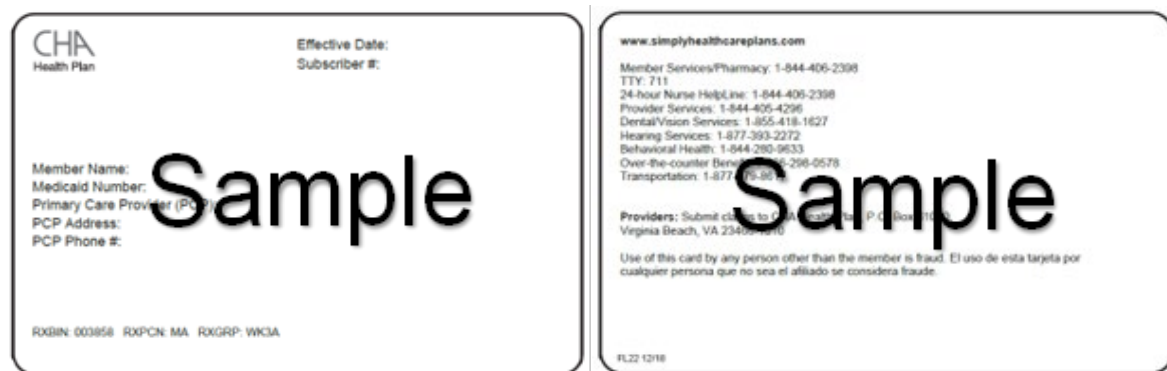 CHA
Health Plan
Effective Date:
Subscriber #:
Member Name:
Medicaid Number:
Primary Care Provider (PCP):
PCP Address:
PCP Phone #:
Sample
RXBIN: 003858 RXPCN: MA RXGRP: WK3A
www.simplyhealthcareplans.com
Member Services/Pharmacy: 1-844-406-2398
TTY: 711
24-hour Nurse HelpLine: 1-844-406-2398
Provider Services: 1-844-405-4296
Dental/Vision Services: 1-855-418-1627
Hearing Services: 1-877-393-2272
Behavioral Health: 1-844-280-9633
Over-the-counter
Transportation:
Sample
Providers: Submit claims to CHA Health Plan, P.O. Box
Virginia Beach, VA
Use of this card by any person other than the member is fraud. El uso de esta tarjeta por
cualquier persona que no sea el afiliado se considera fraude.
FL22 12/18